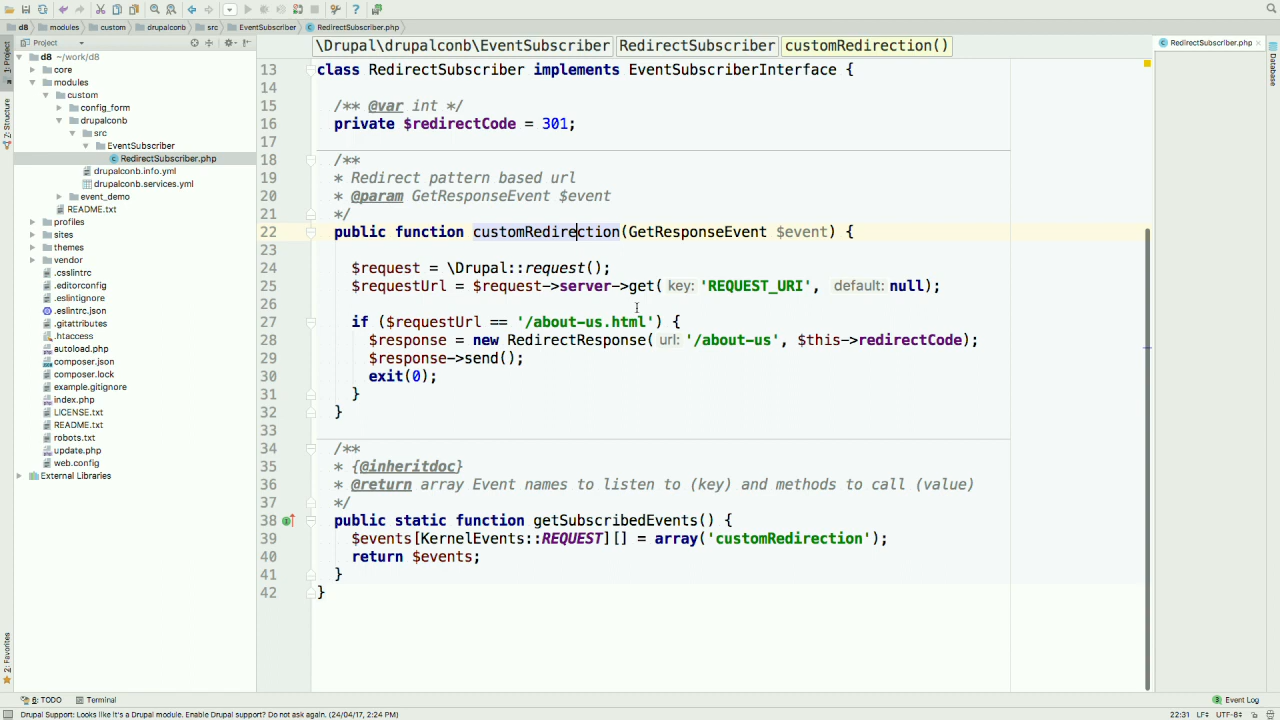 d8 modules custom drupalconb src EventSubscriber RedirectSubscriber.php
Project
\Drupal\drupalconb\EventSubscriber RedirectSubscriber customRedirection()
RedirectSubscriber.php
1: Project
Z: Structure
2: Favorites
Database
d8 ~/work/d8
core
modules
custom
config_form
drupalconb
src
EventSubscriber
RedirectSubscriber.php
drupalconb.info.yml
drupalconb.services.yml
event_demo
README.txt
profiles
sites
themes
vendor
.csslintrc
.editorconfig
.eslintignore
.eslintrc.json
.gitattributes
.htaccess
autoload.php
composer.json
composer.lock
example.gitignore
index.php
LICENSE.txt
README.txt
robots.txt
update.php
web.config
External Libraries
13 class RedirectSubscriber implements EventSubscriberInterface {
14
15 /** @var int */
16 private $redirectCode = 301;
17
18 /**
19 * Redirect pattern based url
20 * @param GetResponseEvent $event
21 */
22 public function customRedirection(GetResponseEvent $event) {
23
24 $request = \Drupal::request();
25 $requestUrl = $request->server->get( key: 'REQUEST_URI', default: null);
26
27 if ($requestUrl == '/about-us.html') {
28 $response = new RedirectResponse( url: '/about-us', $this->redirectCode);
29 $response->send();
30 exit(0);
31 }
32 }
33
34 /**
35 * {@inheritdoc}
36 * @return array Event names to listen to (key) and methods to call (value)
37 */
38 public static function getSubscribedEvents() {
39 $events[KernelEvents::REQUEST][] = array('customRedirection');
40 return $events;
41 }
42 }
6: TODO Terminal Event Log
Drupal Support: Looks like it's a Drupal module. Enable Drupal support? Do not ask again. (24/04/17, 2:24 PM) 22:31 LF UTF-8